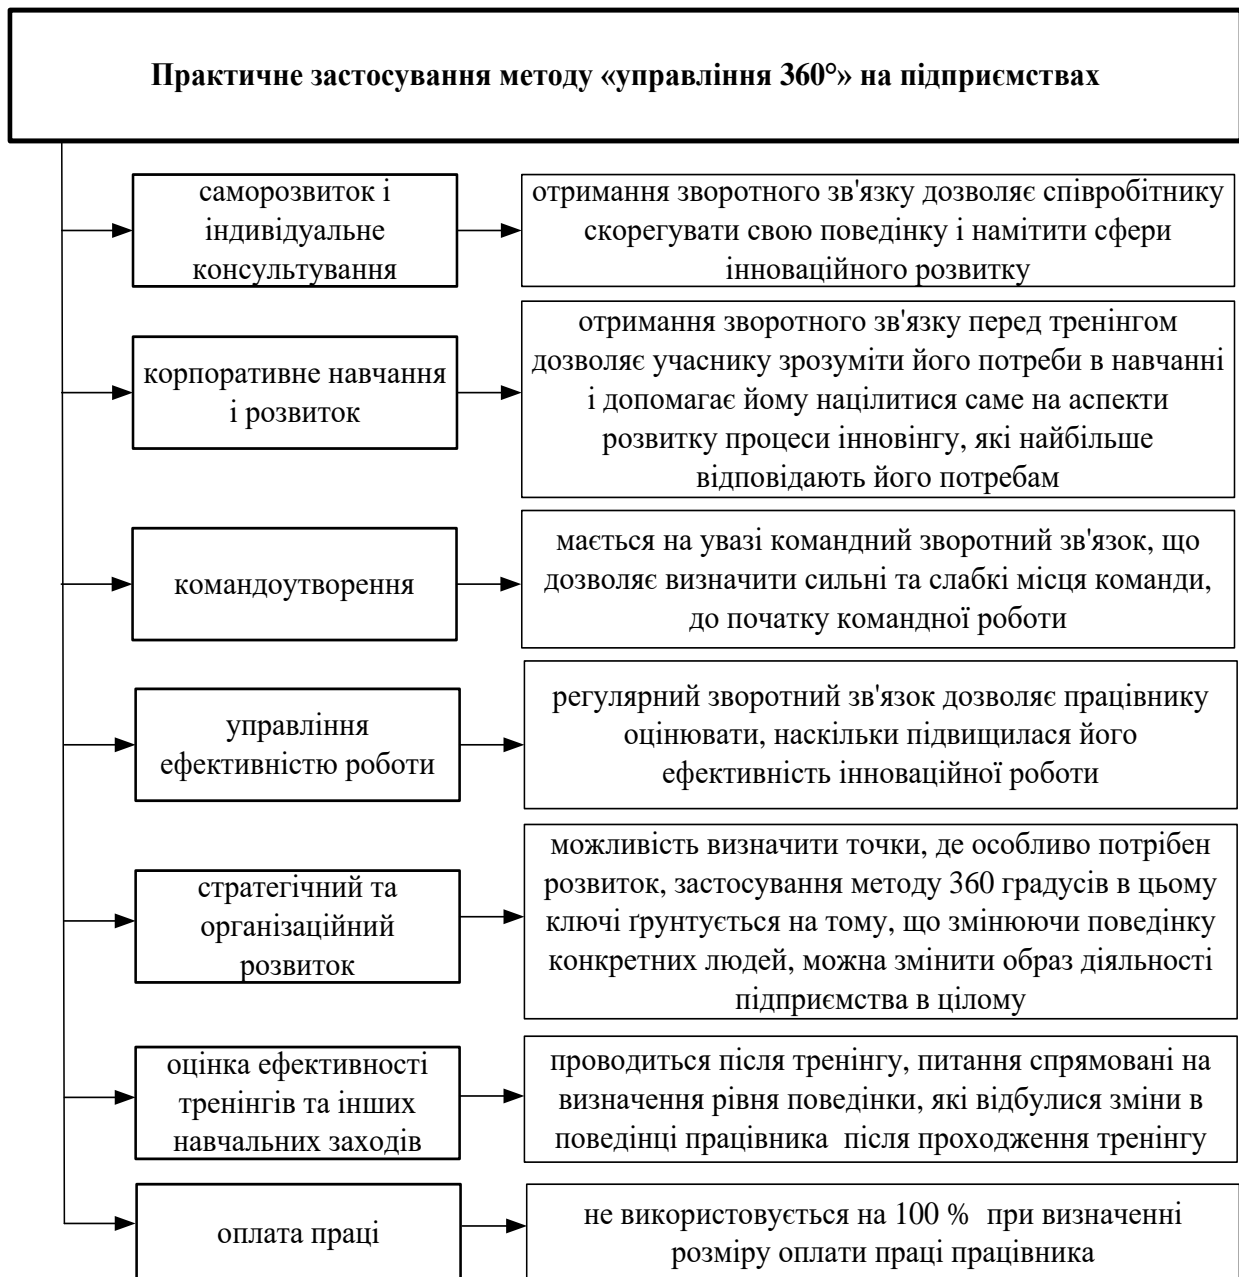 Практичне застосування методу «управління 360°» на підприємствах
саморозвиток і
індивідуальне
консультування
отримання зворотного зв'язку дозволяє співробітнику
скорегувати свою поведінку і намітити сфери
інноваційного розвитку
корпоративне навчання
і розвиток
отримання зворотного зв'язку перед тренінгом
дозволяє учаснику зрозуміти його потреби в навчанні
і допомагає йому націлитися саме на аспекти
розвитку процеси інновінгу, які найбільше
відповідають його потребам
командоутворення
мається на увазі командний зворотний зв'язок, що
дозволяє визначити сильні та слабкі місця команди,
до початку командної роботи
управління
ефективністю роботи
регулярний зворотний зв'язок дозволяє працівнику
оцінювати, наскільки підвищилася його
ефективність інноваційної роботи
стратегічний та
організаційний
розвиток
можливість визначити точки, де особливо потрібен
розвиток, застосування методу 360 градусів в цьому
ключі ґрунтується на тому, що змінюючи поведінку
конкретних людей, можна змінити образ діяльності
підприємства в цілому
оцінка ефективності
тренінгів та інших
навчальних заходів
проводиться після тренінгу, питання спрямовані на
визначення рівня поведінки, які відбулися зміни в
поведінці працівника після проходження тренінгу
оплата праці
не використовується на 100 % при визначенні
розміру оплати праці працівника